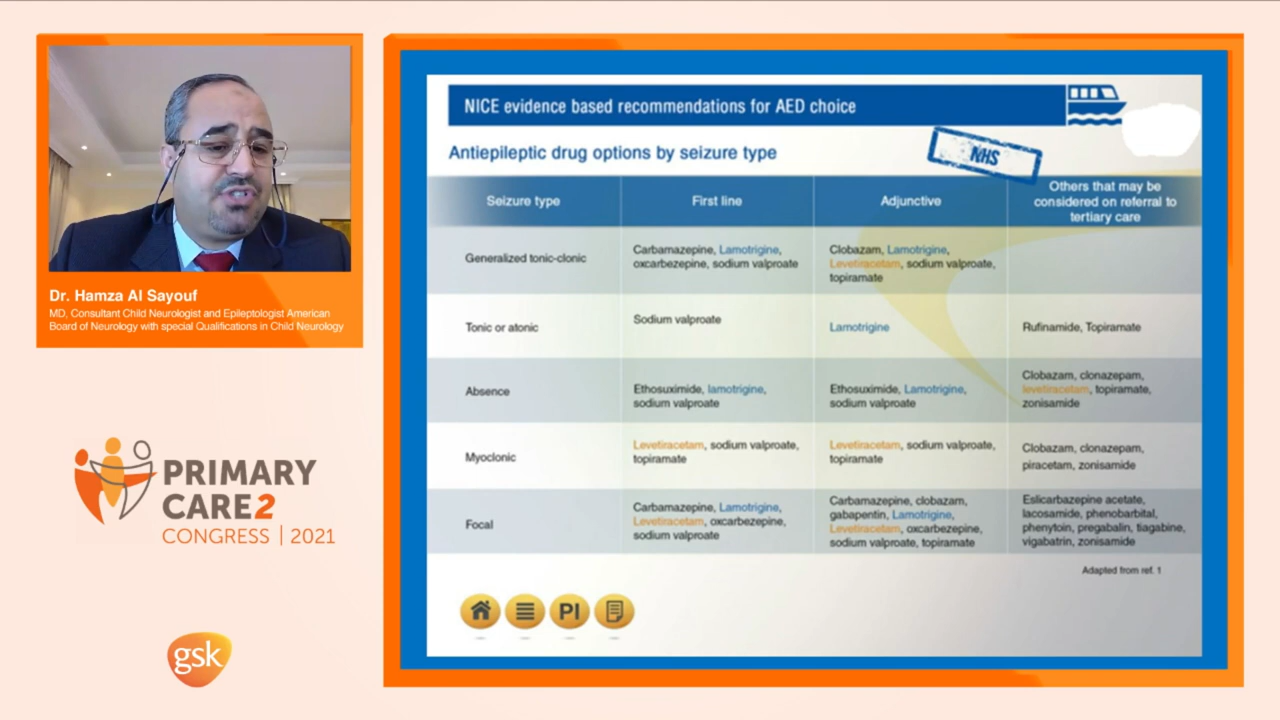 Dr. Hamza Al Sayouf
MD, Consultant Child Neurologist and Epileptologist American
Board of Neurology with special Qualifications in Child Neurology
PRIMARY
CARE2
CONGRESS | 2021
gsk
NICE evidence based recommendations for AED choice
Antiepileptic drug options by seizure type
NHS
Seizure type
First line
Adjunctive
Others that may be
considered on referral to
tertiary care
Generalized tonic-clonic
Carbamazepine, Lamotrigine,
oxcarbezepine, sodium valproate
Clobazam, Lamotrigine,
Levetiracetam, sodium valproate,
topiramate
Tonic or atonic
Sodium valproate
Lamotrigine
Rufinamide, Topiramate
Absence
Ethosuximide, lamotrigine,
sodium valproate
Ethosuximide, Lamotrigine,
sodium valproate
Clobazam, clonazepam,
levetiracetam, topiramate,
zonisamide
Myoclonic
Levetiracetam, sodium valproate,
topiramate
Levetiracetam, sodium valproate,
topiramate
Clobazam, clonazepam,
piracetam, zonisamide
Focal
Carbamazepine, Lamotrigine,
Levetiracetam, oxcarbezepine,
sodium valproate
Carbamazepine, clobazam,
gabapentin, Lamotrigine,
Levetiracetam, oxcarbezepine,
sodium valproate, topiramate
Eslicarbazepine acetate,
lacosamide, phenobarbital,
phenytoin, pregabalin, tiagabine,
vigabatrin, zonisamide
Adapted from ref. 1
PI